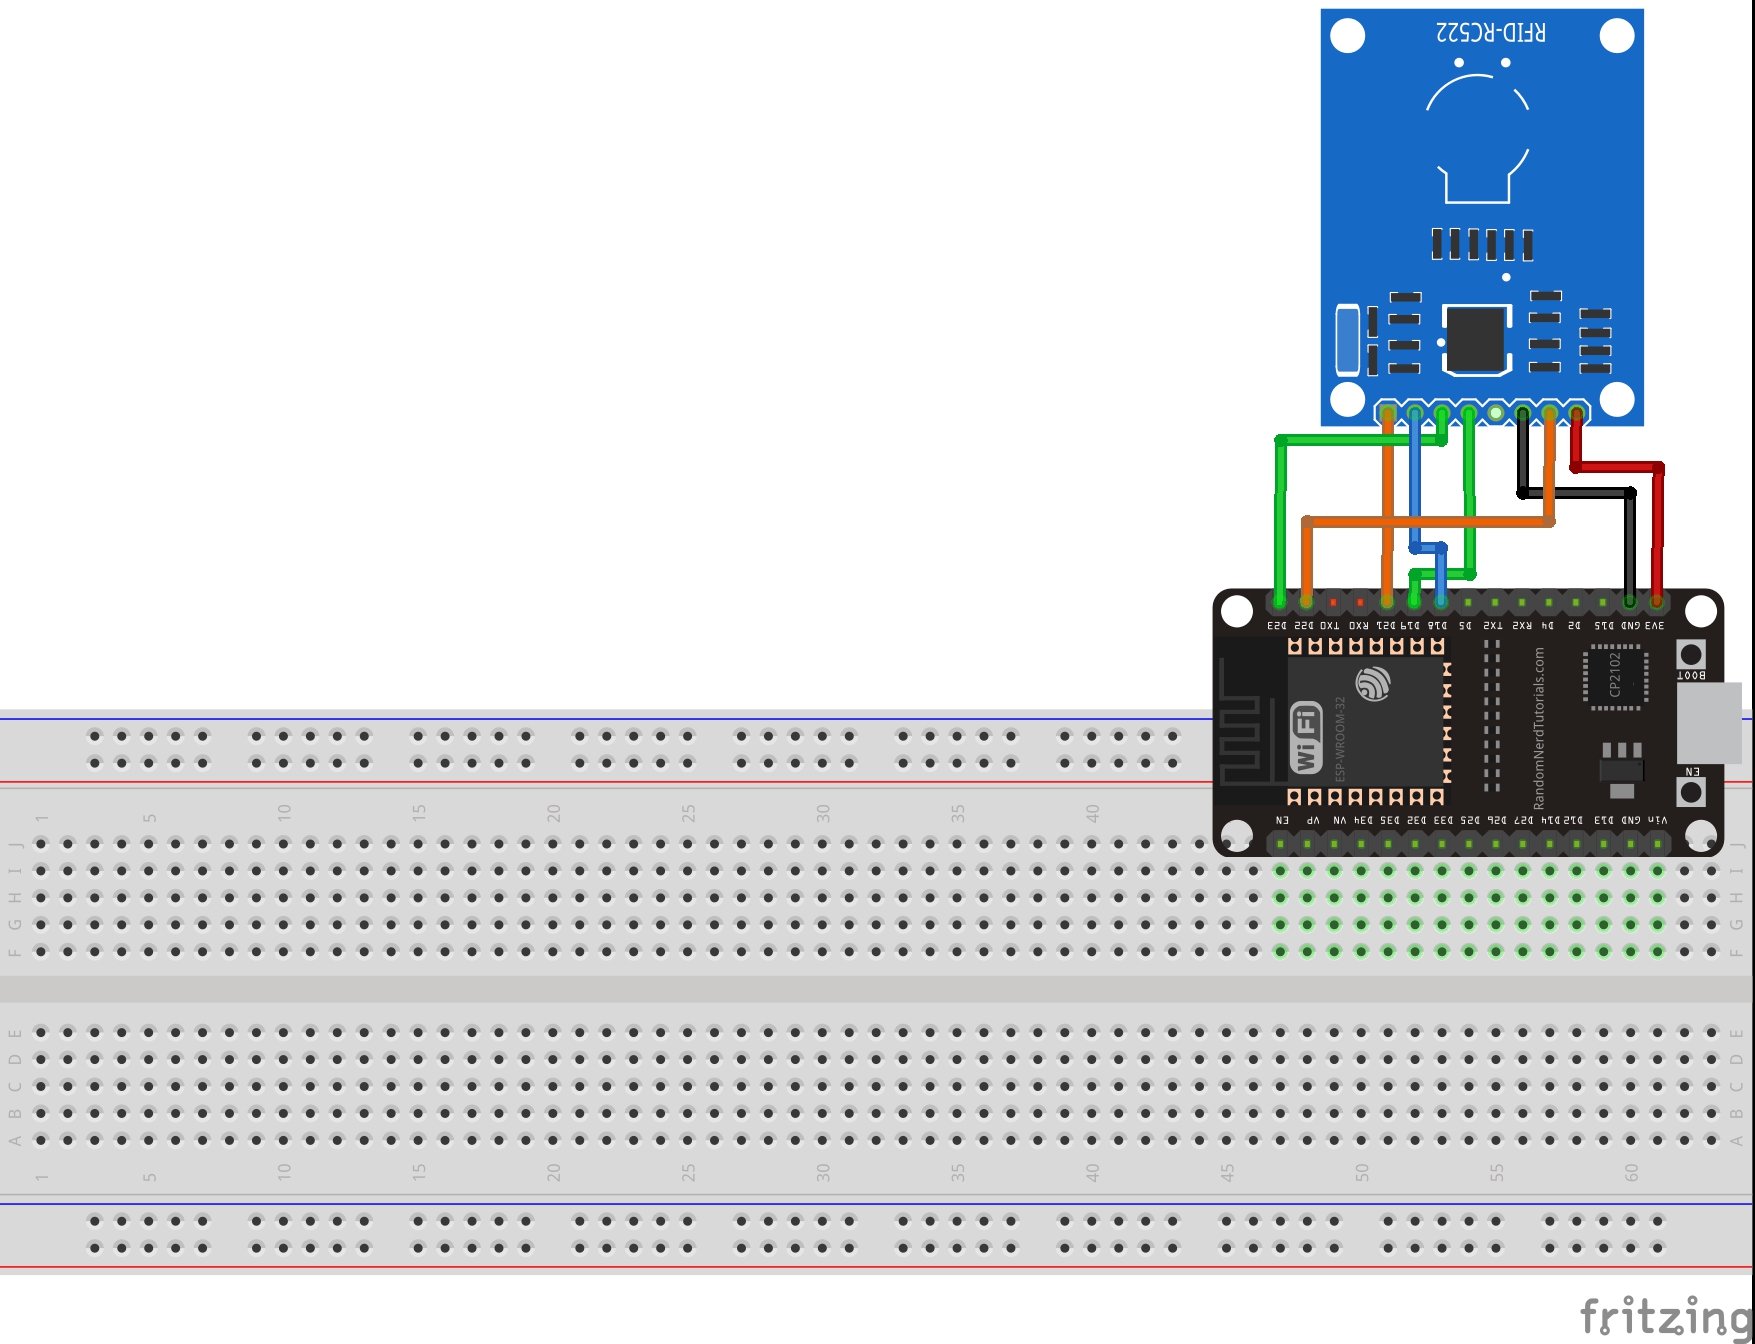 RFID-RC522
D23 D22 TX0 RX0 D21 D19 D18 D5 TX2 RX2 D4 D2 D15 GND 3V3
BOOT
CP2102
WiFi
ESP-WROOM-32
RandomNerdTutorials.com
EN
EN VP VN D34 D35 D32 D33 D25 D26 D27 D14 D12 D13 GND Vin
1 5 10 15 20 25 30 35 40
J J
I I
H H
G G
F F
E E
D D
C C
B B
A A
1 5 10 15 20 25 30 35 40 45 50 55 60
fritzing